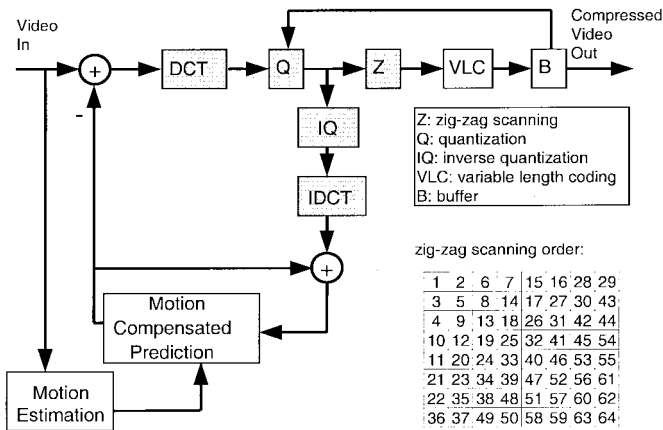 Video
In
Compressed
Video
Out
+
DCT
Q
Z
VLC
B
-
IQ
IDCT
+
Motion
Compensated
Prediction
Motion
Estimation
Z: zig-zag scanning
Q: quantization
IQ: inverse quantization
VLC: variable length coding
B: buffer
zig-zag scanning order:
1 2 6 7 15 16 28 29
3 5 8 14 17 27 30 43
4 9 13 18 26 31 42 44
10 12 19 25 32 41 45 54
11 20 24 33 40 46 53 55
21 23 34 39 47 52 56 61
22 35 38 48 51 57 60 62
36 37 49 50 58 59 63 64